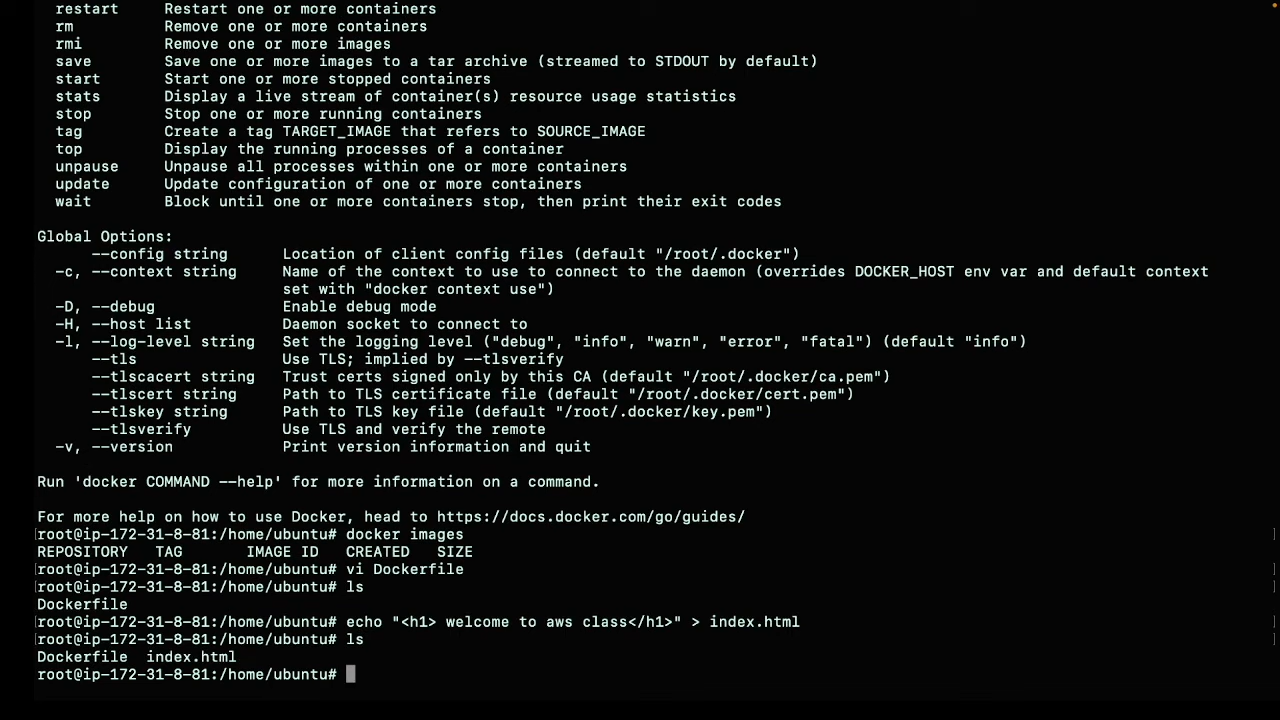 restart Restart one or more containers
rm Remove one or more containers
rmi Remove one or more images
save Save one or more images to a tar archive (streamed to STDOUT by default)
start Start one or more stopped containers
stats Display a live stream of container(s) resource usage statistics
stop Stop one or more running containers
tag Create a tag TARGET_IMAGE that refers to SOURCE_IMAGE
top Display the running processes of a container
unpause Unpause all processes within one or more containers
update Update configuration of one or more containers
wait Block until one or more containers stop, then print their exit codes
Global Options:
--config string Location of client config files (default "/root/.docker")
-c, --context string Name of the context to use to connect to the daemon (overrides DOCKER_HOST env var and default context
set with "docker context use")
-D, --debug Enable debug mode
-H, --host list Daemon socket to connect to
-l, --log-level string Set the logging level ("debug", "info", "warn", "error", "fatal") (default "info")
--tls Use TLS; implied by --tlsverify
--tlscacert string Trust certs signed only by this CA (default "/root/.docker/ca.pem")
--tlscert string Path to TLS certificate file (default "/root/.docker/cert.pem")
--tlskey string Path to TLS key file (default "/root/.docker/key.pem")
--tlsverify Use TLS and verify the remote
-v, --version Print version information and quit
Run 'docker COMMAND --help' for more information on a command.
For more help on how to use Docker, head to https://docs.docker.com/go/guides/
root@ip-172-31-8-81:/home/ubuntu# docker images
REPOSITORY TAG IMAGE ID CREATED SIZE
root@ip-172-31-8-81:/home/ubuntu# vi Dockerfile
root@ip-172-31-8-81:/home/ubuntu# ls
Dockerfile
root@ip-172-31-8-81:/home/ubuntu# echo "<h1> welcome to aws class</h1>" > index.html
root@ip-172-31-8-81:/home/ubuntu# ls
Dockerfile index.html
root@ip-172-31-8-81:/home/ubuntu#